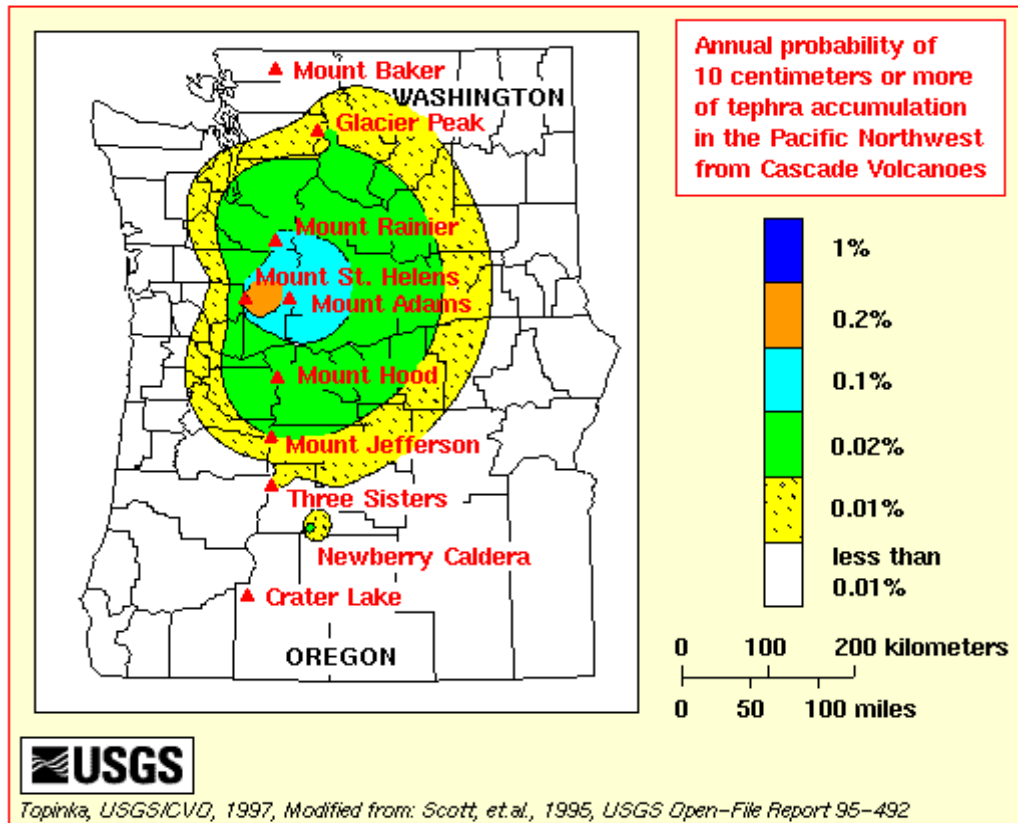 Annual probability of
10 centimeters or more
of tephra accumulation
in the Pacific Northwest
from Cascade Volcanoes
Mount Baker
WASHINGTON
Glacier Peak
Mount Rainier
Mount St. Helens
Mount Adams
Mount Hood
Mount Jefferson
Three Sisters
Newberry Caldera
Crater Lake
OREGON
1%
0.2%
0.1%
0.02%
0.01%
less than
0.01%
0 100 200 kilometers
0 50 100 miles
USGS
Topinka, USGS/CVO, 1997, Modified from: Scott, et.al., 1995, USGS Open-File Report 95-492